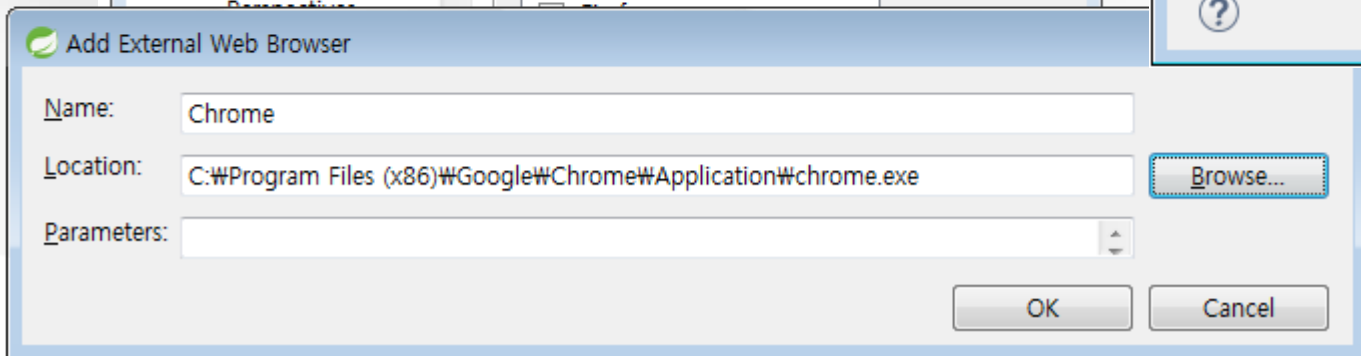 Perspectives
Add External Web Browser
Name:
Chrome
Location:
C:₩Program Files (x86)₩Google₩Chrome₩Application₩chrome.exe
Browse...
Parameters:
OK
Cancel